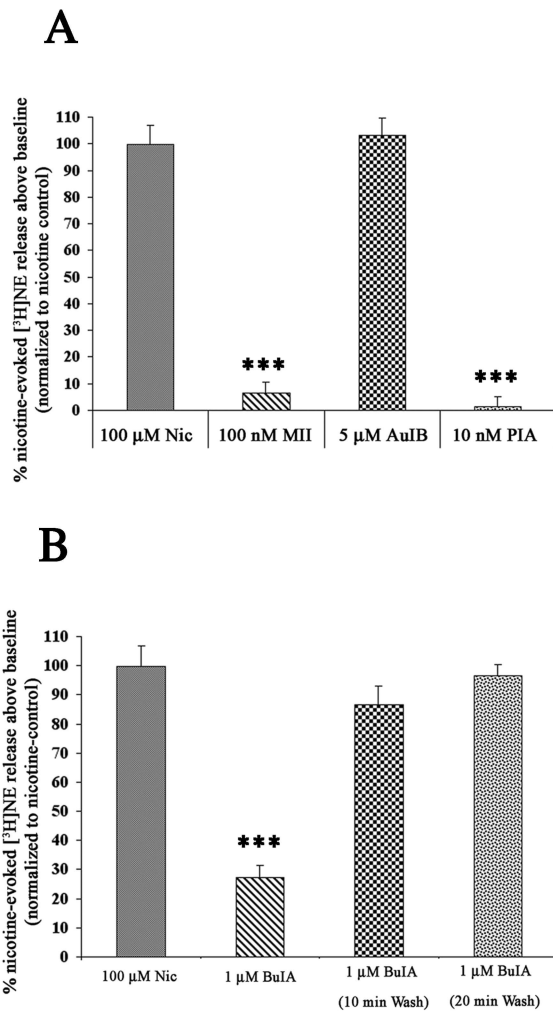 A
% nicotine-evoked [³H]NE release above baseline
(normalized to nicotine control)
110
100
90
80
70
60
50
40
30
20
10
0
***
***
100 µM Nic
100 nM MII
5 µM AuIB
10 nM PIA
B
% nicotine-evoked [³H]NE release above baseline
(normalized to nicotine-control)
110
100
90
80
70
60
50
40
30
20
10
0
***
100 µM Nic
1 µM BuIA
1 µM BuIA
(10 min Wash)
1 µM BuIA
(20 min Wash)